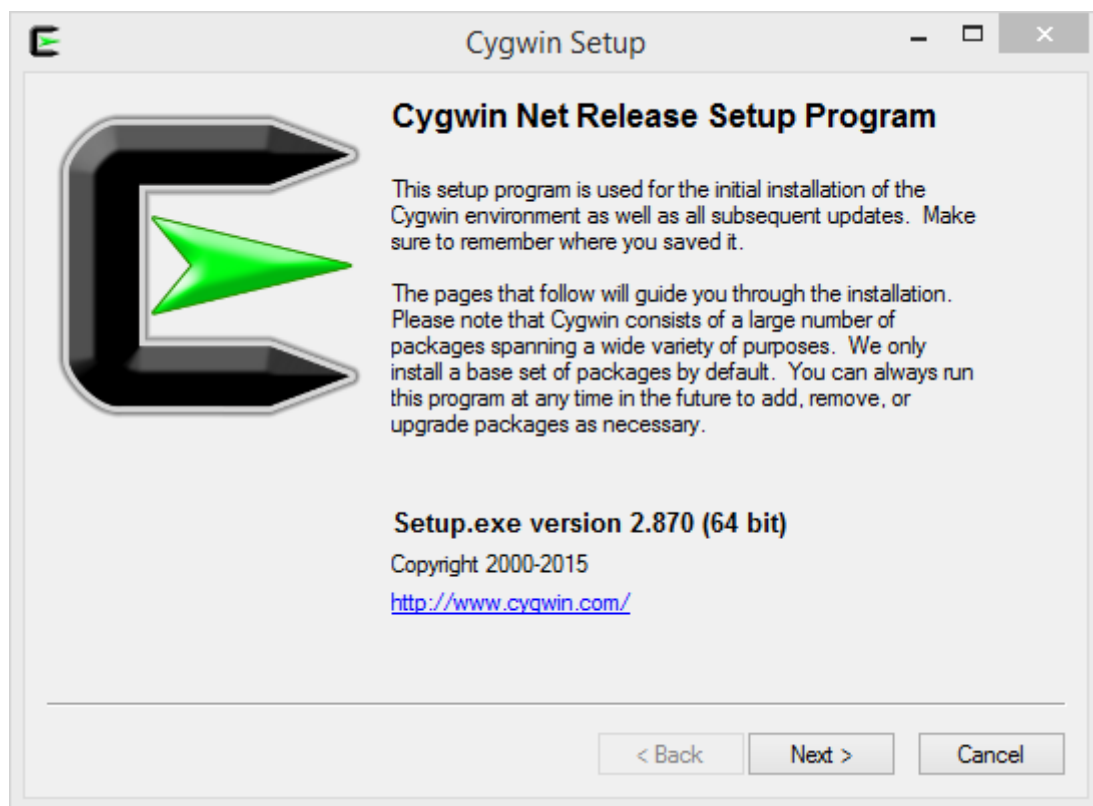 Cygwin Setup
Cygwin Net Release Setup Program
This setup program is used for the initial installation of the
Cygwin environment as well as all subsequent updates.  Make
sure to remember where you saved it.
The pages that follow will guide you through the installation.
Please note that Cygwin consists of a large number of
packages spanning a wide variety of purposes.  We only
install a base set of packages by default.  You can always run
this program at any time in the future to add, remove, or
upgrade packages as necessary.
Setup.exe version 2.870 (64 bit)
Copyright 2000-2015
http://www.cygwin.com/
< Back
Next >
Cancel